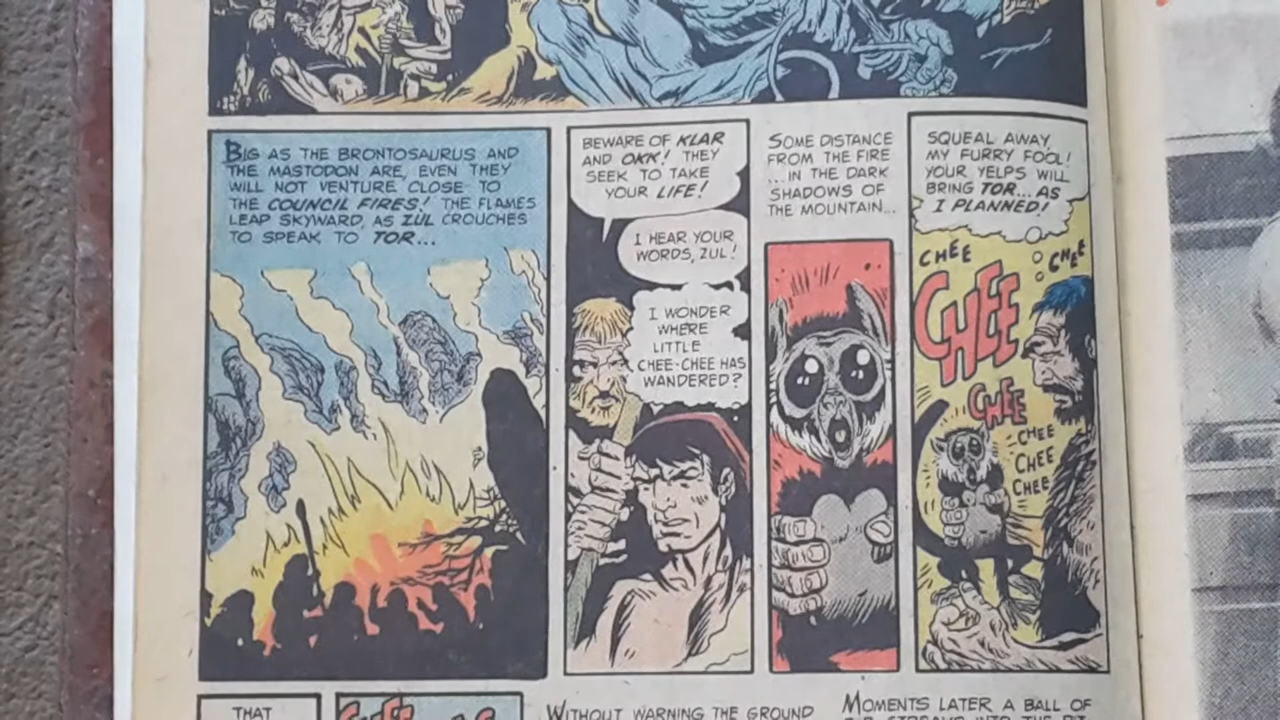 BIG AS THE BRONTOSAURUS AND
THE MASTODON ARE, EVEN THEY
WILL NOT VENTURE CLOSE TO
THE COUNCIL FIRES! THE FLAMES
LEAP SKYWARD, AS ZUL CROUCHES
TO SPEAK TO TOR...
BEWARE OF KLAR
AND OKK! THEY
SEEK TO TAKE
YOUR LIFE!
I HEAR YOUR
WORDS, ZUL!
I WONDER
WHERE
LITTLE
CHEE-CHEE HAS
WANDERED?
SOME DISTANCE
FROM THE FIRE
...IN THE DARK
SHADOWS OF
THE MOUNTAIN...
SQUEAL AWAY,
MY FURRY FOOL!
YOUR YELPS WILL
BRING TOR...AS
I PLANNED!
CHEE
CHEE
CHEE
CHEE
CHEE
CHEE
CHEE
THAT
WITHOUT WARNING THE GROUND
MOMENTS LATER A BALL OF